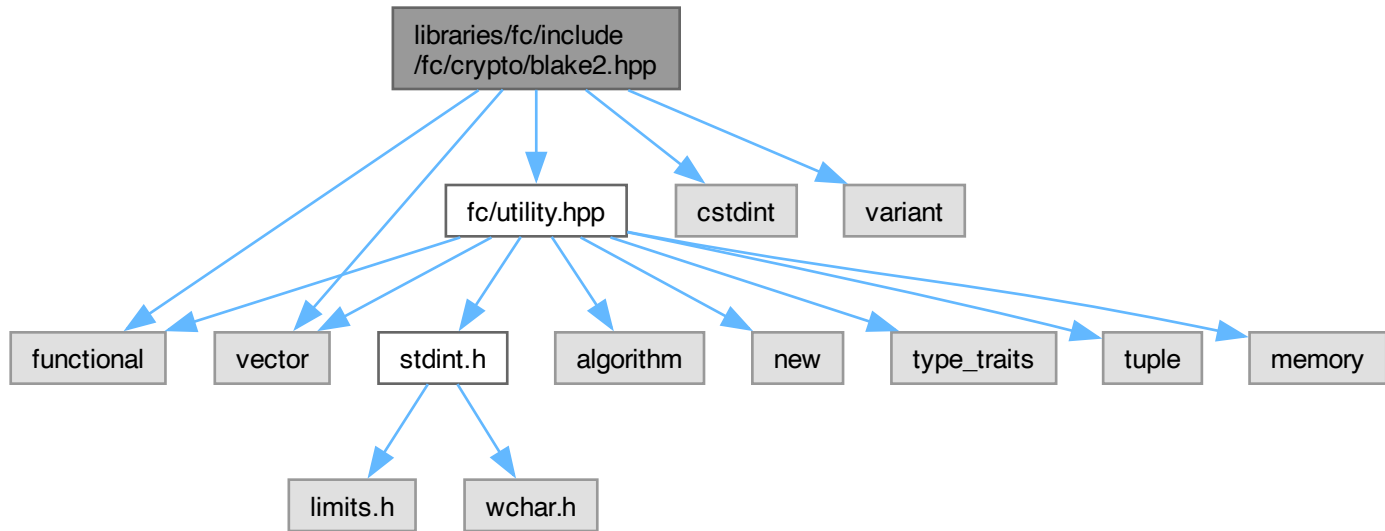 libraries/fc/include
/fc/crypto/blake2.hpp
fc/utility.hpp
cstdint
variant
functional
vector
stdint.h
algorithm
new
type_traits
tuple
memory
limits.h
wchar.h